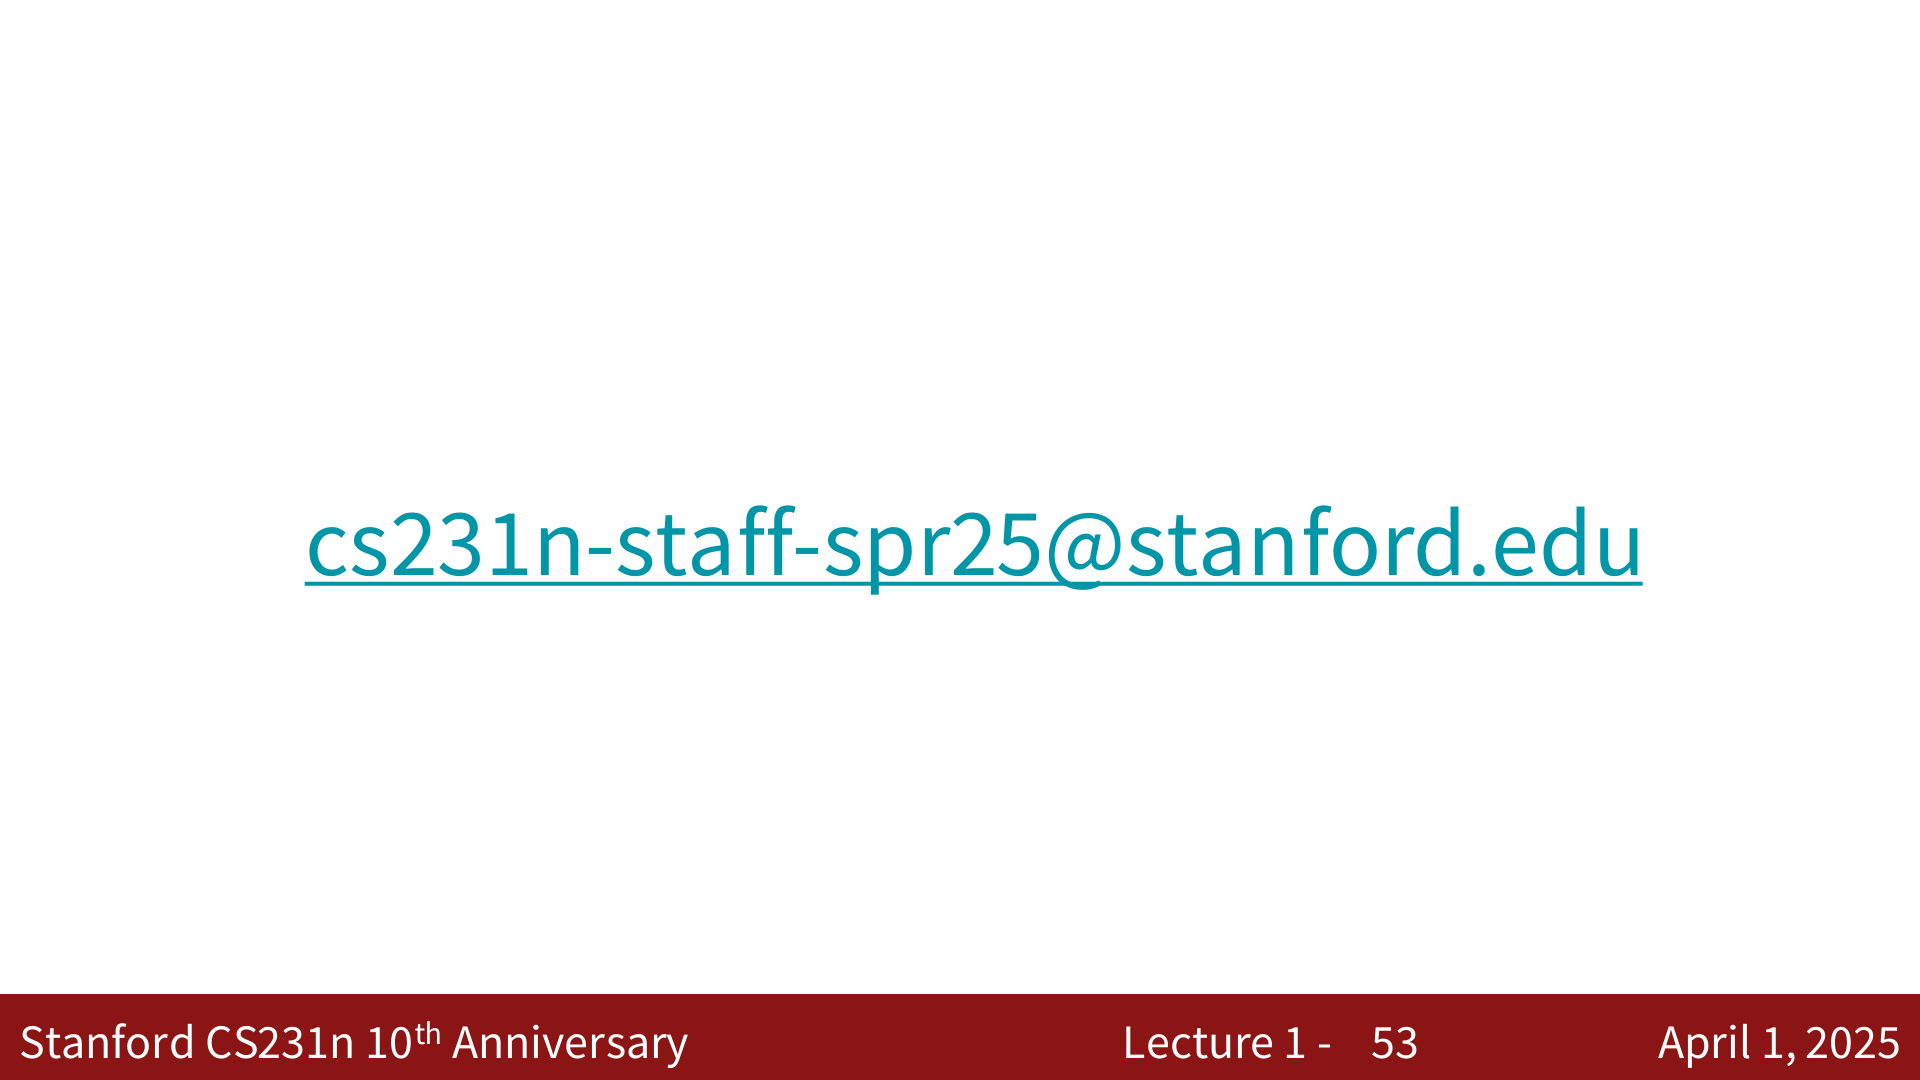 cs231n-staff-spr25@stanford.edu
Stanford CS231n 10th Anniversary Lecture 1 - 53 April 1, 2025